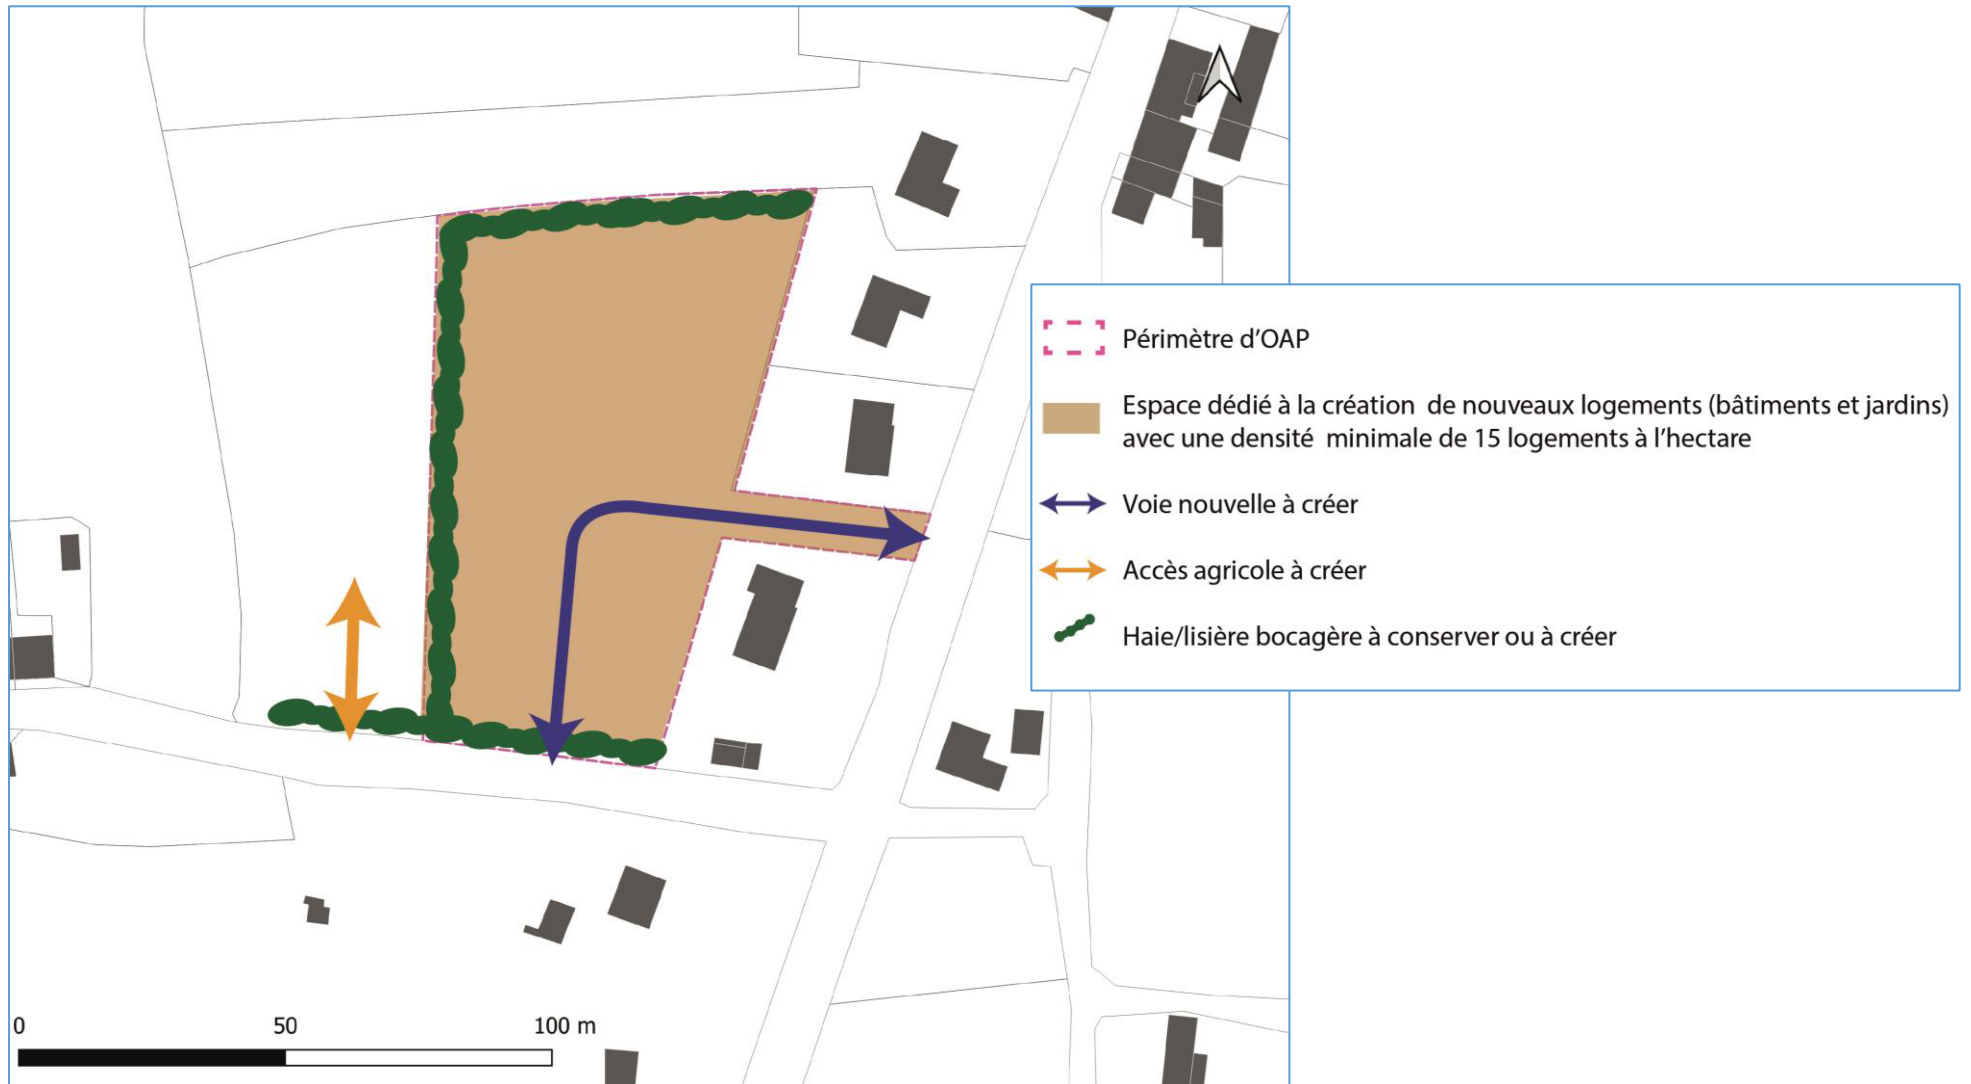 Périmètre d'OAP
Espace dédié à la création de nouveaux logements (bâtiments et jardins)
avec une densité minimale de 15 logements à l'hectare
Voie nouvelle à créer
Accès agricole à créer
Haie/lisière bocagère à conserver ou à créer
0 50 100 m